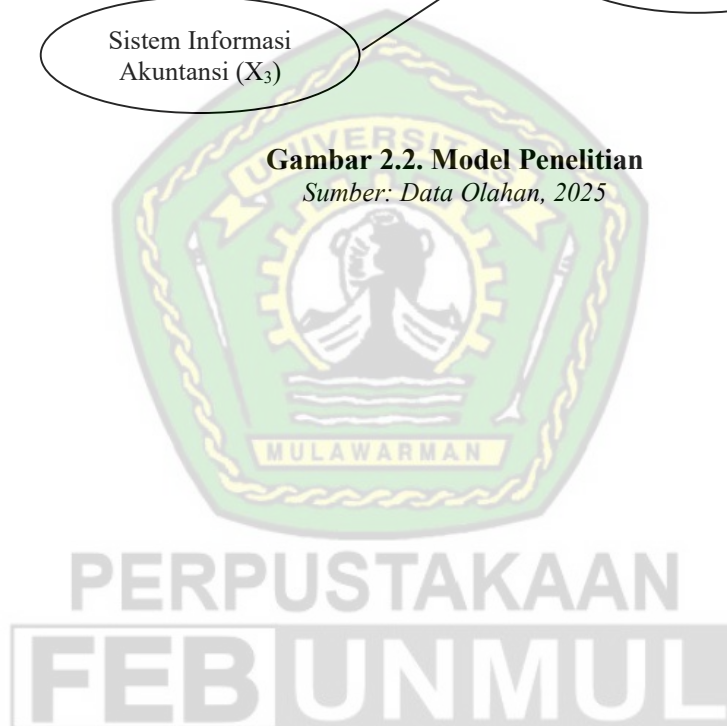 Sistem Informasi
Akuntansi (X₃)
Gambar 2.2. Model Penelitian
Sumber: Data Olahan, 2025
UNIVERSITAS
MULAWARMAN
PERPUSTAKAAN
FEB UNMUL